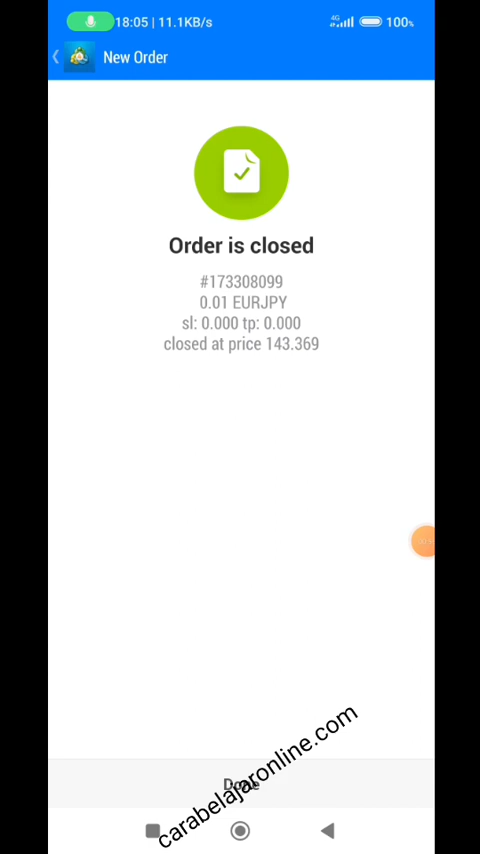 18:05 | 11.1KB/s
4G
100%
New Order
Order is closed
#173308099
0.01 EURJPY
sl: 0.000 tp: 0.000
closed at price 143.369
Done
carabelajaronline.com